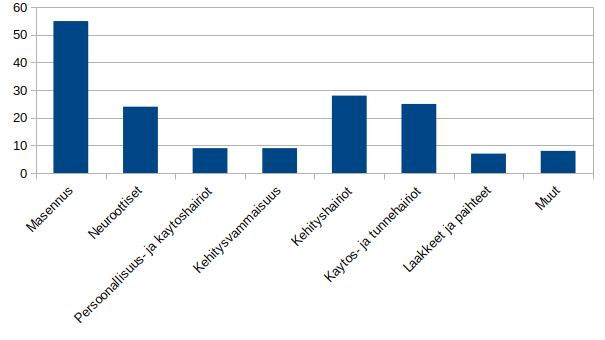 60
50
40
30
20
10
0
Masennus
Neuroottiset
Persoonallisuus- ja kaytoshairiot
Kehitysvammaisuus
Kehityshairiot
Kaytos- ja tunnehairiot
Laakkeet ja paihteet
Muut